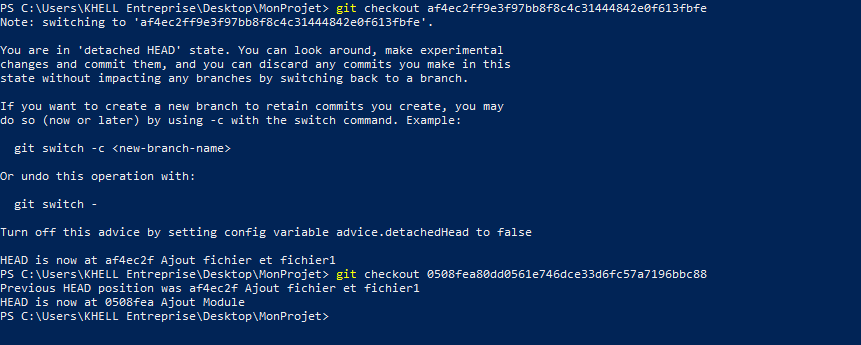 PS C:\Users\KHELL Entreprise\Desktop\MonProjet> git checkout af4ec2ff9e3f97bb8f8c4c31444842e0f613fbfe
Note: switching to 'af4ec2ff9e3f97bb8f8c4c31444842e0f613fbfe'.
You are in 'detached HEAD' state. You can look around, make experimental
changes and commit them, and you can discard any commits you make in this
state without impacting any branches by switching back to a branch.
If you want to create a new branch to retain commits you create, you may
do so (now or later) by using -c with the switch command. Example:
git switch -c <new-branch-name>
Or undo this operation with:
git switch -
Turn off this advice by setting config variable advice.detachedHead to false
HEAD is now at af4ec2f Ajout fichier et fichier1
PS C:\Users\KHELL Entreprise\Desktop\MonProjet> git checkout 0508fea80dd0561e746dce33d6fc57a7196bbc88
Previous HEAD position was af4ec2f Ajout fichier et fichier1
HEAD is now at 0508fea Ajout Module
PS C:\Users\KHELL Entreprise\Desktop\MonProjet>